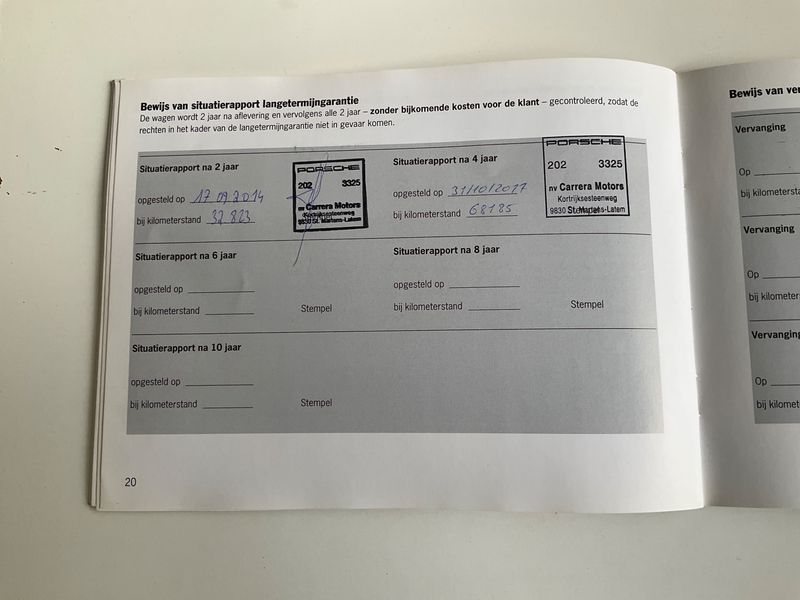 Bewijs van situatierapport langetermijngarantie
De wagen wordt 2 jaar na aflevering en vervolgens alle 2 jaar – zonder bijkomende kosten voor de klant – gecontroleerd, zodat de
rechten in het kader van de langetermijngarantie niet in gevaar komen.
Situatierapport na 2 jaar
opgesteld op 17 09 2014
bij kilometerstand 32 823
PORSCHE
202 3325
nv Carrera Motors
Kortrijksesteenweg
9830 St. Martens-Latem
Situatierapport na 4 jaar
opgesteld op 31/10/2017
bij kilometerstand 68185
PORSCHE
202 3325
nv Carrera Motors
Kortrijksesteenweg
9830 St. Martens-Latem
Situatierapport na 6 jaar
opgesteld op
bij kilometerstand
Stempel
Situatierapport na 8 jaar
opgesteld op
bij kilometerstand
Stempel
Situatierapport na 10 jaar
opgesteld op
bij kilometerstand
Stempel
20
Bewijs van
Vervanging
Op
bij
Vervanging
Op
bij
Vervanging
Op
bij